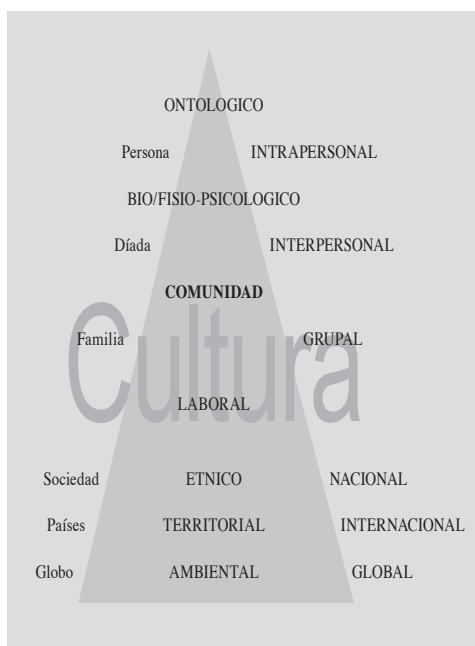 ONTOLOGICO
Persona INTRAPERSONAL
BIO/FISIO-PSICOLOGICO
Díada INTERPERSONAL
COMUNIDAD
Cultura
Familia GRUPAL
LABORAL
Sociedad ETNICO NACIONAL
Países TERRITORIAL INTERNACIONAL
Globo AMBIENTAL GLOBAL